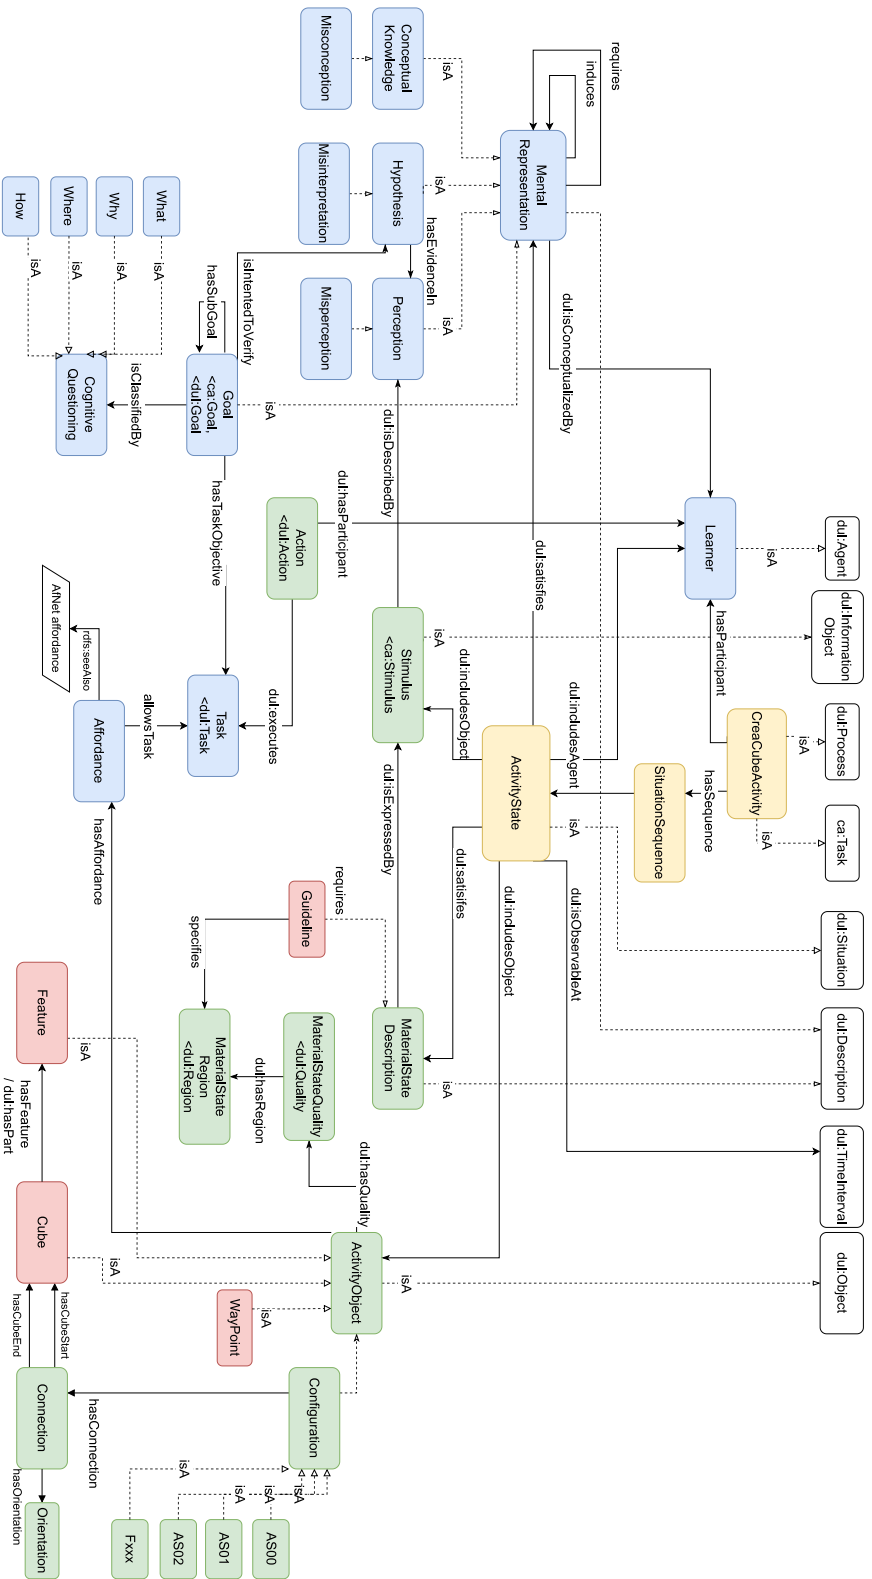 dul:Agent
dul:Information
Object
dul:Process
ca:Task
dul:Situation
dul:Description
dul:TimeInterval
dul:Object
isA
isA
isA
Learner
hasParticipant
CreaCubeActivity
hasSequence
SituationSequence
requires
induces
Mental
Representation
dul:isConceptualizedBy
dul:satisfies
dul:includesAgent
ActivityState
isA
dul:isObservableAt
dul:includesObject
dul:satisifes
dul:includesObject
isA
Conceptual
Knowledge
Misconception
isA
Hypothesis
Misinterpretation
hasEvidenceIn
isA
Perception
Misperception
dul:isDescribedBy
isA
Stimulus
<ca:Stimulus
dul:isExpressedBy
MaterialState
Description
isA
isA
ActivityObject
dul:hasQuality
requires
Guideline
specifies
MaterialStateQuality
<dul:Quality
dul:hasRegion
MaterialState
Region
<dul:Region
dul:hasParticipant
Action
<dul:Action
dul:executes
isIntentedToVerify
hasSubGoal
isA
Goal
<ca:Goal,
<dul:Goal
hasTaskObjective
Task
<dul:Task
isClassifiedBy
Cognitive
Questioning
What
Why
Where
How
isA
isA
isA
isA
allowsTask
Affordance
rdfs:seeAlso
AfNet affordance
hasAffordance
isA
Feature
hasFeature
/ dul:hasPart
isA
Cube
isA
WayPoint
Configuration
hasConnection
hasCubeStart
hasCubeEnd
Connection
hasOrientation
Orientation
isA
isA
isA
isA
AS00
AS01
AS02
Fxxx